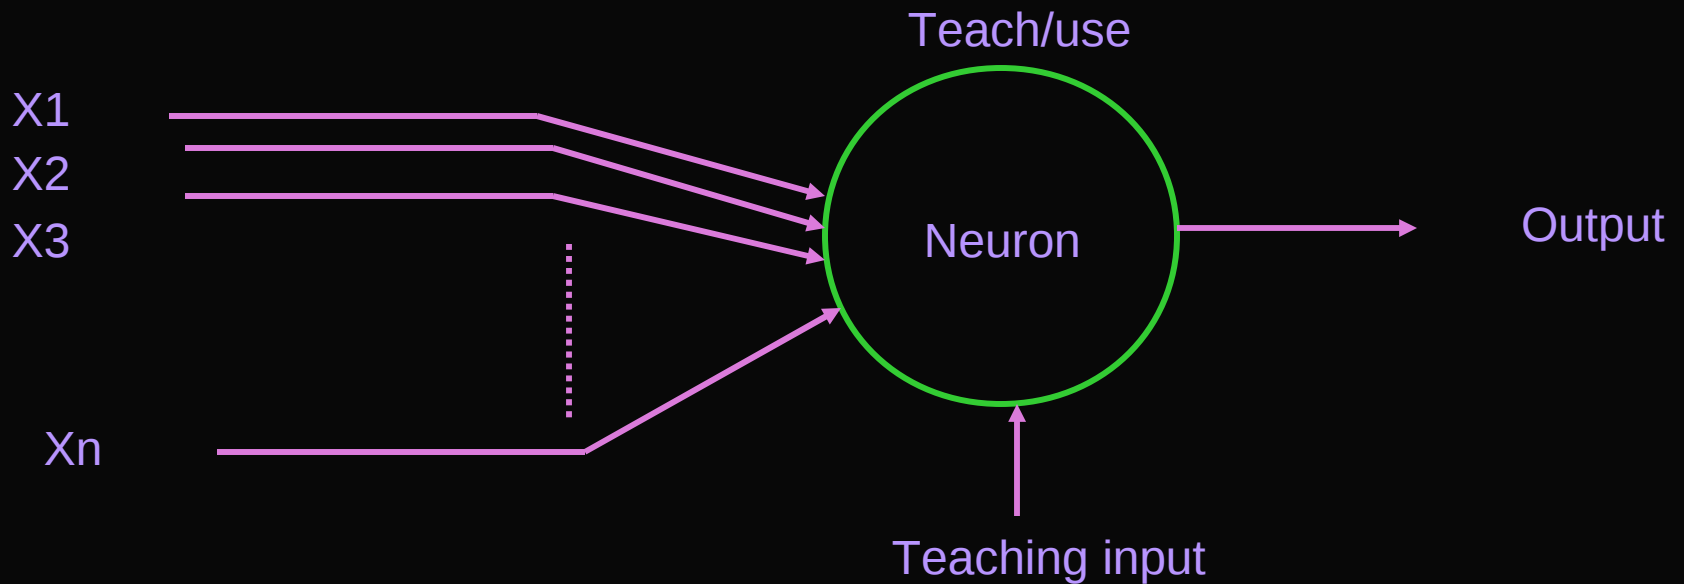 Teach/use
X1
X2
X3
Neuron
Output
Xn
Teaching input